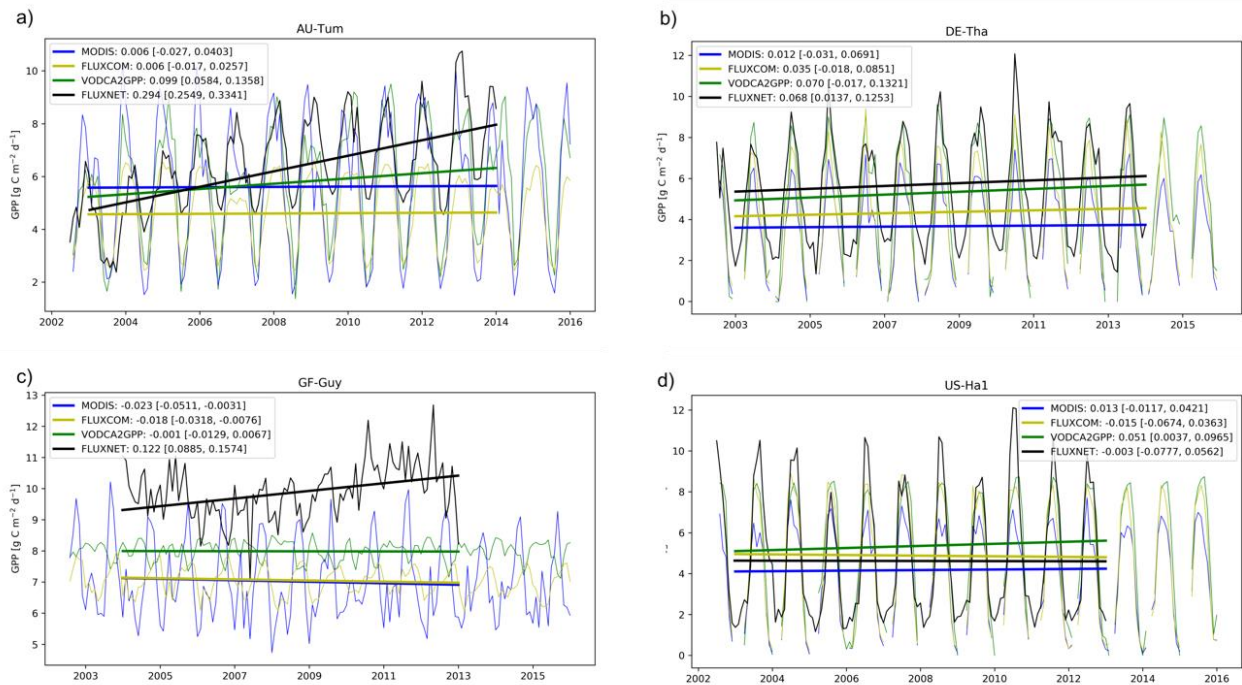 a)
AU-Tum
MODIS: 0.006 [-0.027, 0.0403]
FLUXCOM: 0.006 [-0.017, 0.0257]
VODCA2GPP: 0.099 [0.0584, 0.1358]
FLUXNET: 0.294 [0.2549, 0.3341]
GPP [g C m⁻² d⁻¹]
10
8
6
4
2
2002 2004 2006 2008 2010 2012 2014 2016
b)
DE-Tha
MODIS: 0.012 [-0.031, 0.0691]
FLUXCOM: 0.035 [-0.018, 0.0851]
VODCA2GPP: 0.070 [-0.017, 0.1321]
FLUXNET: 0.068 [0.0137, 0.1253]
GPP [g C m⁻² d⁻¹]
12
10
8
6
4
2
0
2003 2005 2007 2009 2011 2013 2015
c)
GF-Guy
MODIS: -0.023 [-0.0511, -0.0031]
FLUXCOM: -0.018 [-0.0318, -0.0076]
VODCA2GPP: -0.001 [-0.0129, 0.0067]
FLUXNET: 0.122 [0.0885, 0.1574]
GPP [g C m⁻² d⁻¹]
13
12
11
10
9
8
7
6
5
2003 2005 2007 2009 2011 2013 2015
d)
US-Ha1
MODIS: 0.013 [-0.0117, 0.0421]
FLUXCOM: -0.015 [-0.0674, 0.0363]
VODCA2GPP: 0.051 [0.0037, 0.0965]
FLUXNET: -0.003 [-0.0777, 0.0562]
12
10
8
6
4
2
0
2002 2004 2006 2008 2010 2012 2014 2016